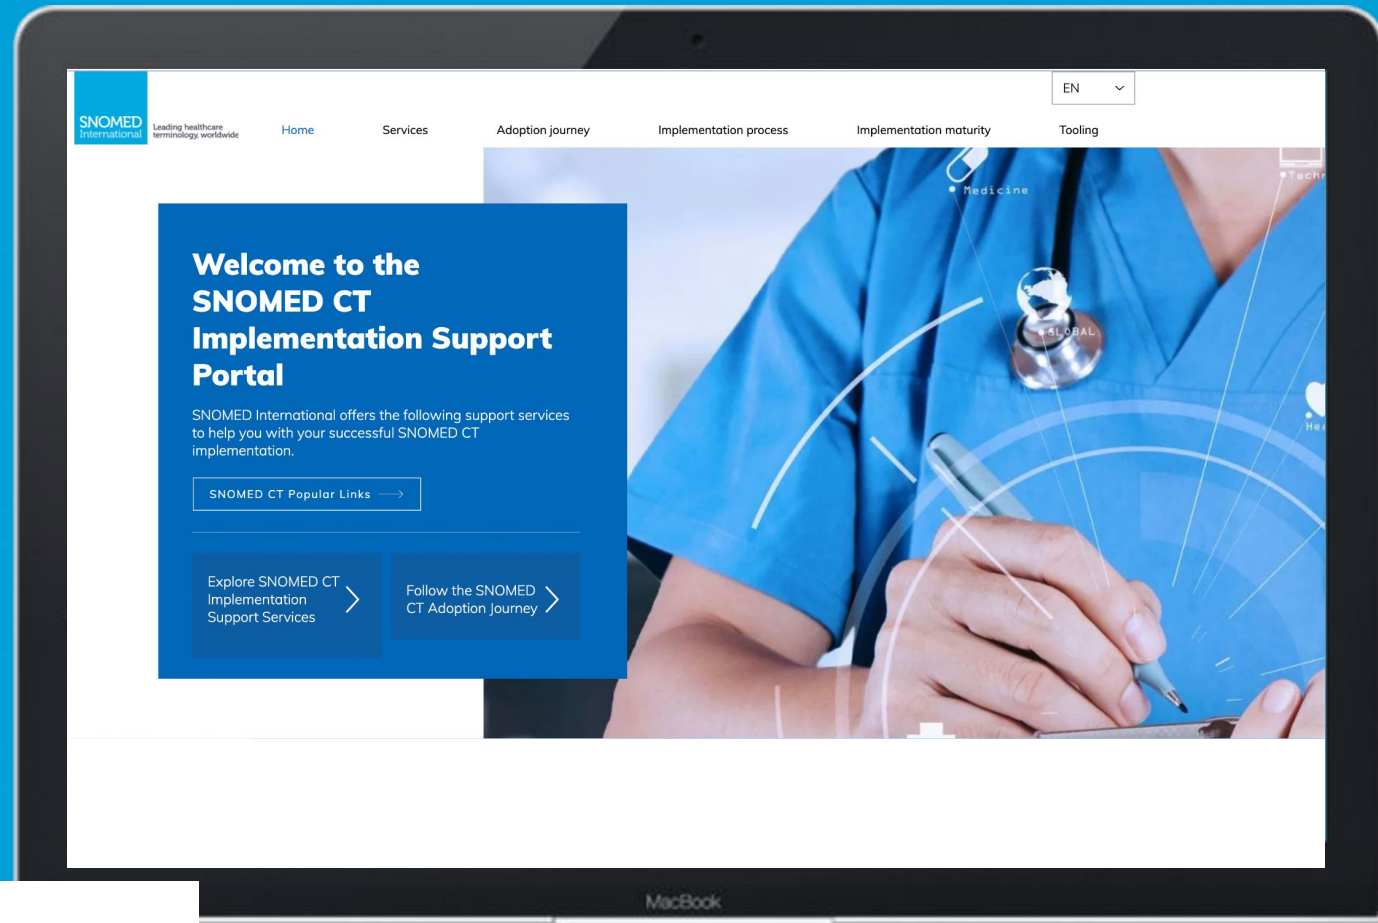 EN
SNOMED
International
Leading healthcare
terminology, worldwide
Home Services Adoption journey Implementation process Implementation maturity Tooling
Medicine
GLOBAL
Welcome to the
SNOMED CT
Implementation Support
Portal
SNOMED International offers the following support services
to help you with your successful SNOMED CT
implementation.
SNOMED CT Popular Links
Explore SNOMED CT
Implementation
Support Services
Follow the SNOMED
CT Adoption Journey
MacBook